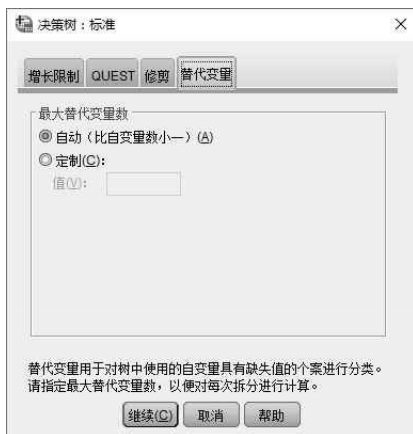 决策树：标准
增长限制 QUEST 修剪 替代变量
最大替代变量数
自动（比自变量数小一）(A)
定制(C):
值(V):
替代变量用于对树中使用的自变量具有缺失值的个案进行分类。
请指定最大替代变量数，以便对每次拆分进行计算。
继续(C) 取消 帮助